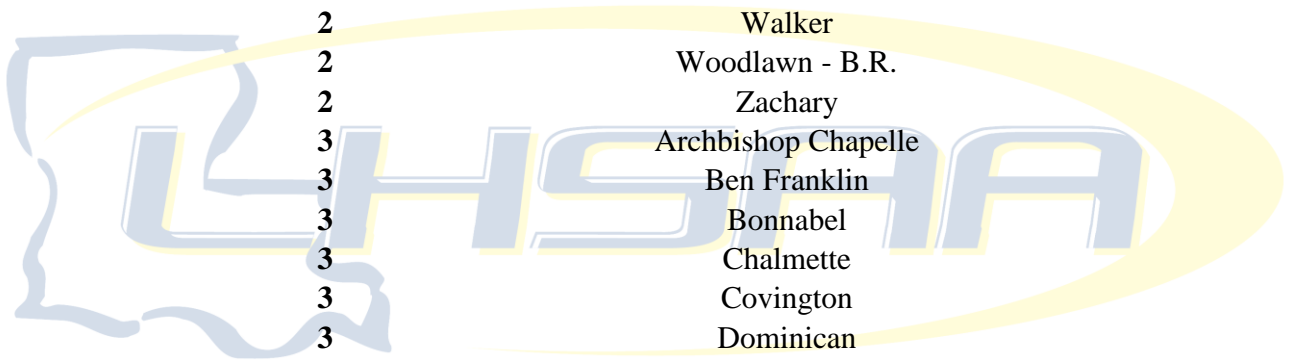 2 Walker
2 Woodlawn - B.R.
2 Zachary
3 Archbishop Chapelle
3 Ben Franklin
3 Bonnabel
3 Chalmette
3 Covington
3 Dominican
LHSAA